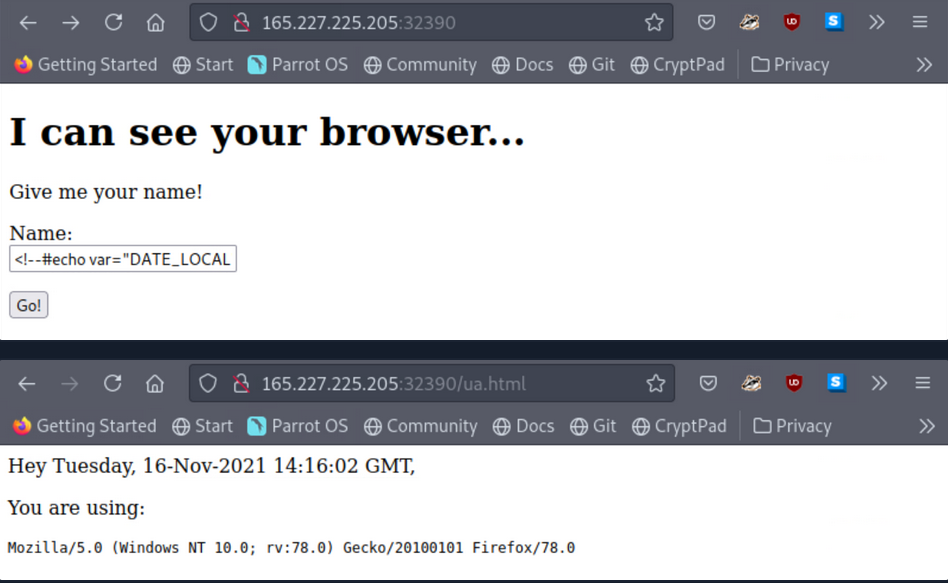 165.227.225.205:32390
Getting Started Start Parrot OS Community Docs Git CryptPad Privacy
I can see your browser...
Give me your name!
Name:
<!--#echo var="DATE_LOCAL
Go!
165.227.225.205:32390/ua.html
Getting Started Start Parrot OS Community Docs Git CryptPad Privacy
Hey Tuesday, 16-Nov-2021 14:16:02 GMT,
You are using:
Mozilla/5.0 (Windows NT 10.0; rv:78.0) Gecko/20100101 Firefox/78.0